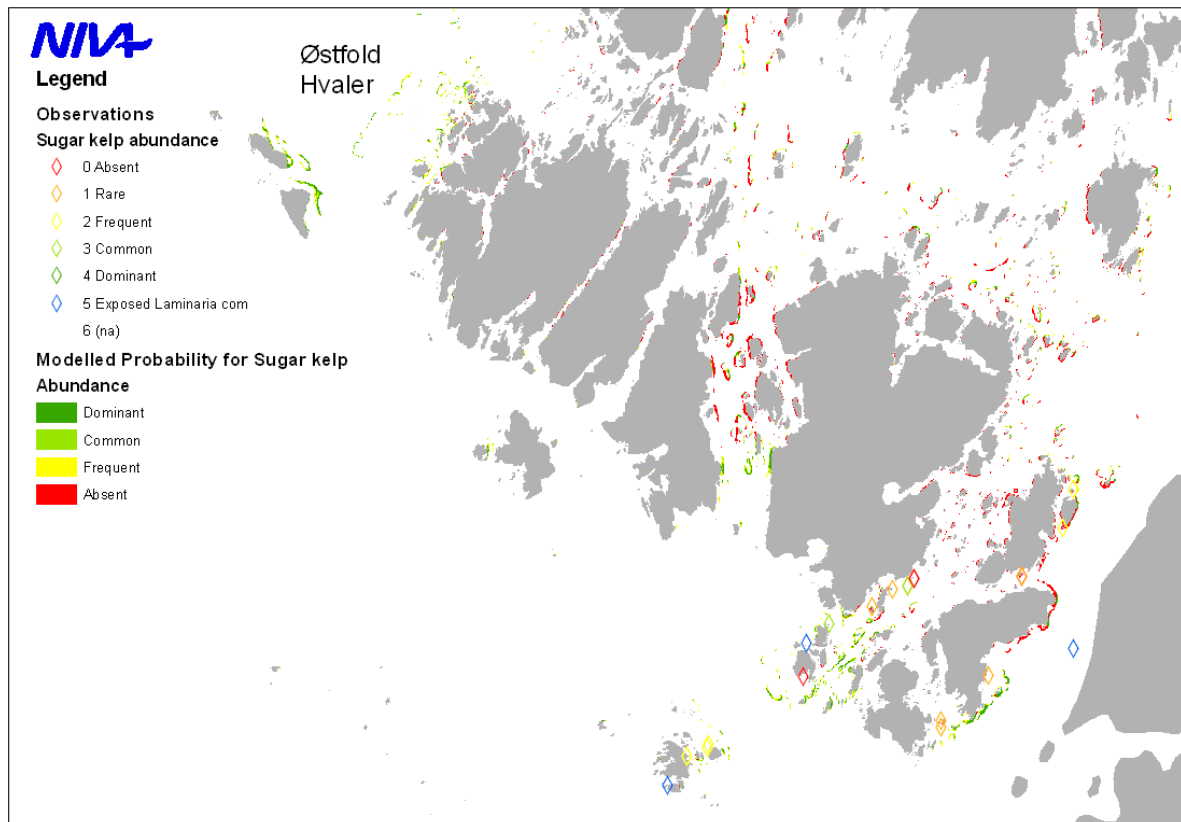 NIVA
Østfold
Hvaler
Legend
Observations
Sugar kelp abundance
0 Absent
1 Rare
2 Frequent
3 Common
4 Dominant
5 Exposed Laminaria com
6 (na)
Modelled Probability for Sugar kelp
Abundance
Dominant
Common
Frequent
Absent